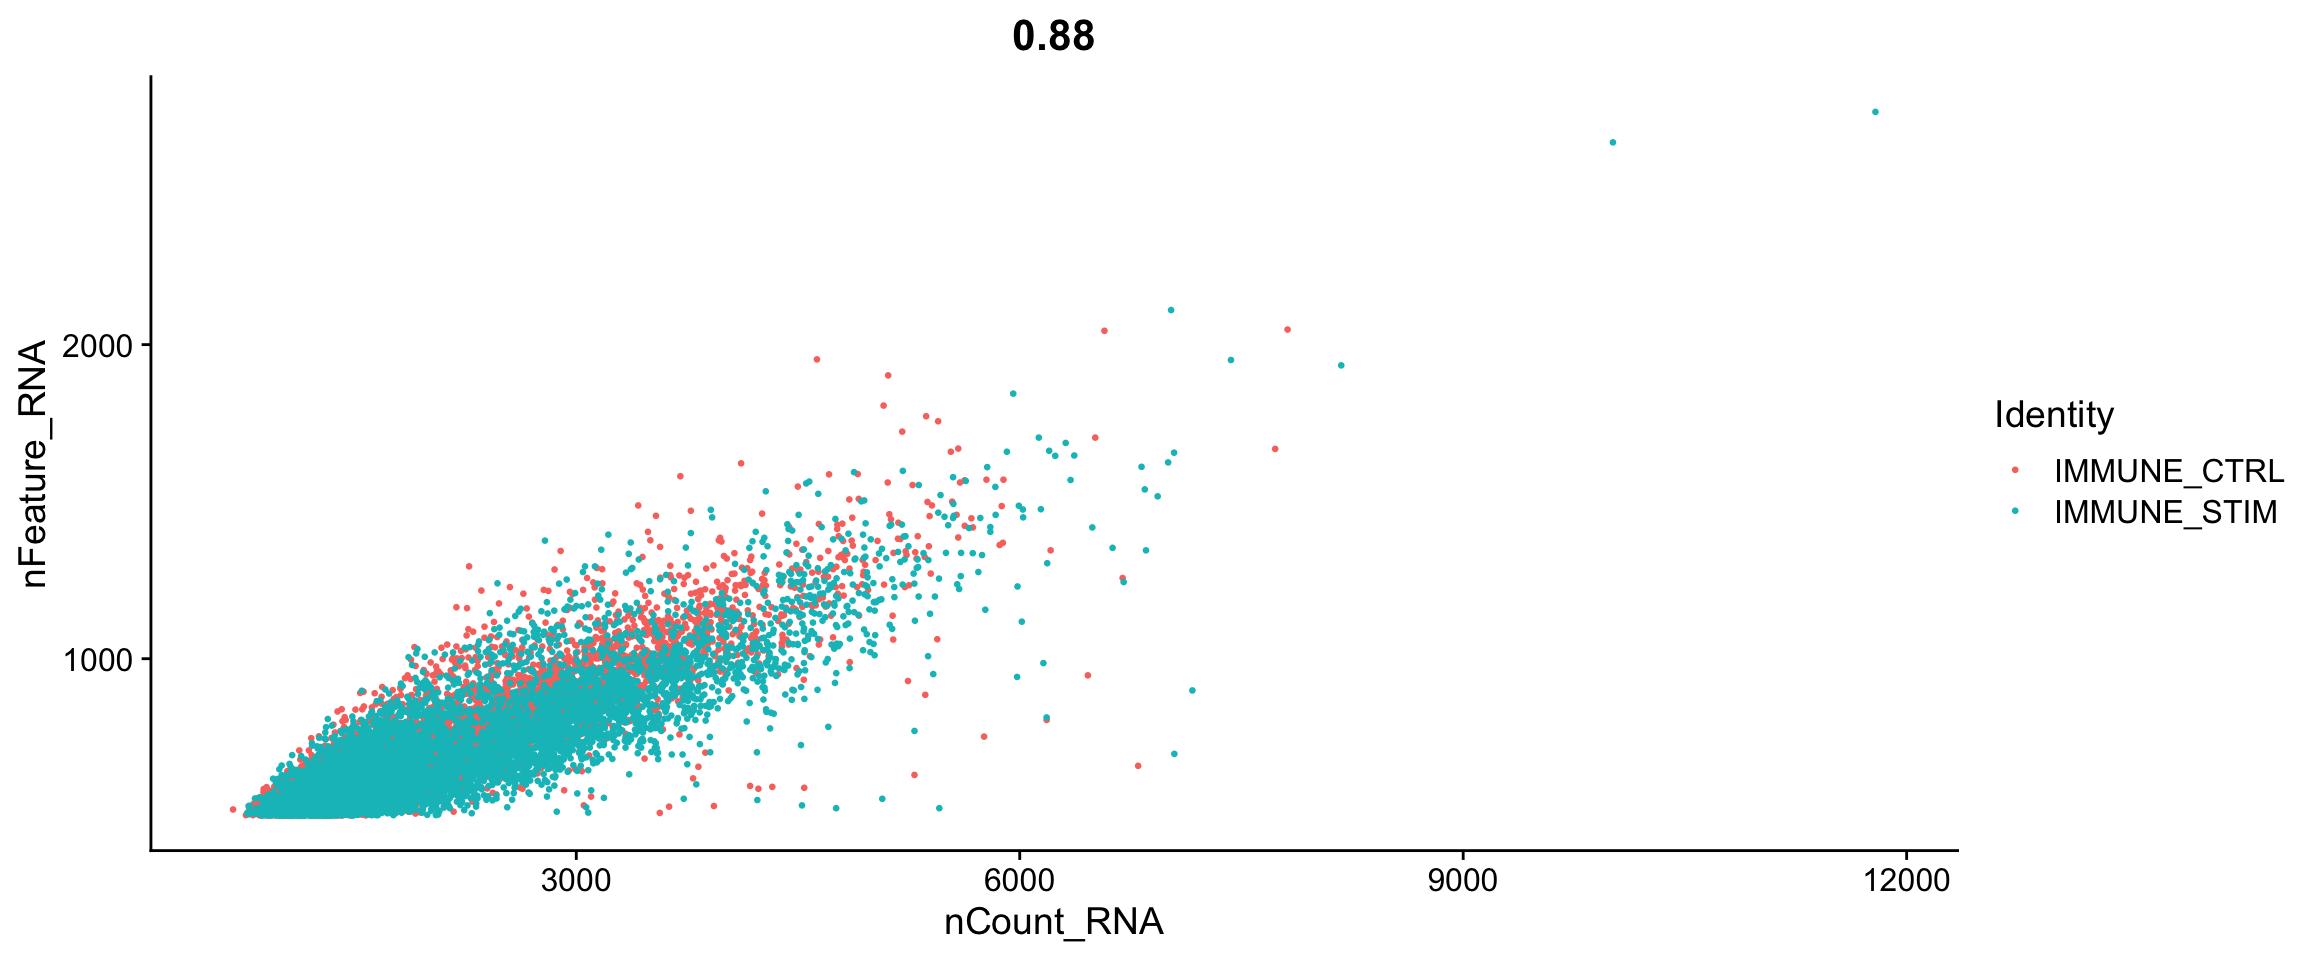 0.88
nFeature_RNA
2000
1000
3000
6000
9000
12000
nCount_RNA
Identity
IMMUNE_CTRL
IMMUNE_STIM